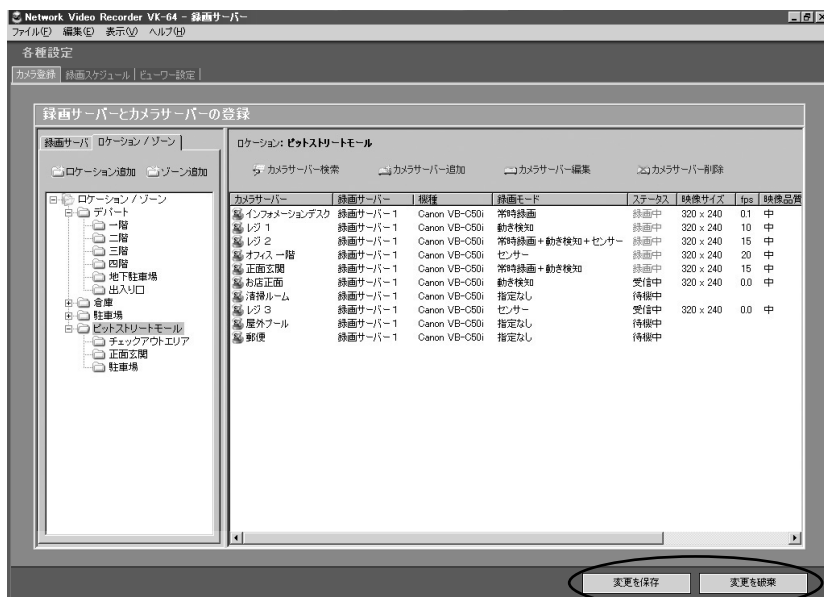 Network Video Recorder VK-64 - 録画サーバー
ファイル(F) 編集(E) 表示(V) ヘルプ(H)
各種設定
カメラ登録 録画スケジュール ビューワー設定
録画サーバーとカメラサーバーの登録
録画サーバ ロケーション / ゾーン
ロケーション追加 ゾーン追加
ロケーション / ゾーン
デパート
一階
二階
三階
四階
地下駐車場
出入り口
倉庫
駐車場
ピットストリートモール
チェックアウトエリア
正面玄関
駐車場
ロケーション: ピットストリートモール
カメラサーバー検索 カメラサーバー追加 カメラサーバー編集 カメラサーバー削除
カメラサーバー 録画サーバー 機種 録画モード ステータス 映像サイズ fps 映像品質
インフォメーションデスク 録画サーバー 1 Canon VB-C50i 常時録画 録画中 320 x 240 0.1 中
レジ 1 録画サーバー 1 Canon VB-C50i 動き検知 録画中 320 x 240 10 中
レジ 2 録画サーバー 1 Canon VB-C50i 常時録画+動き検知+センサー 録画中 320 x 240 15 中
オフィス 一階 録画サーバー 1 Canon VB-C50i センサー 録画中 320 x 240 20 中
正面玄関 録画サーバー 1 Canon VB-C50i 常時録画+動き検知 録画中 320 x 240 15 中
お店正面 録画サーバー 1 Canon VB-C50i 動き検知 受信中 320 x 240 0.0 中
清掃ルーム 録画サーバー 1 Canon VB-C50i 指定なし 待機中
レジ 3 録画サーバー 1 Canon VB-C50i センサー 受信中 320 x 240 0.0 中
屋外プール 録画サーバー 1 Canon VB-C50i 指定なし 待機中
郵便 録画サーバー 1 Canon VB-C50i 指定なし 待機中
変更を保存 変更を破棄